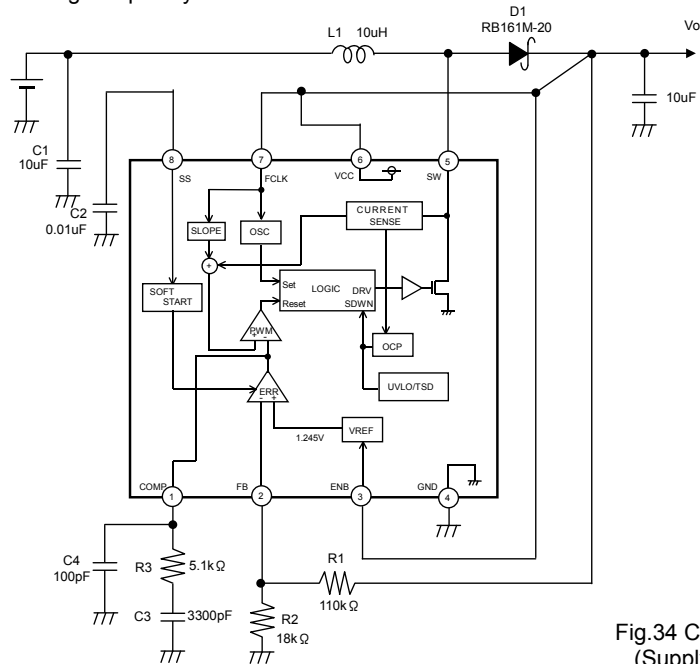 D1
RB161M-20
L1 10uH
Vo
10uF
C1
10uF
C2
0.01uF
8
SS
7
FCLK
6
VCC
5
SW
SLOPE
OSC
CURRENT
SENSE
+
Set
Reset
LOGIC
DRV
SDWN
SOFT
START
PWM
+ -
OCP
ERR
- +
UVLO/TSD
1.245V
VREF
COMP
1
FB
2
ENB
3
GND
4
C4
100pF
R3
5.1kΩ
C3
3300pF
R1
110kΩ
R2
18kΩ
Fig.34 C
(Suppl